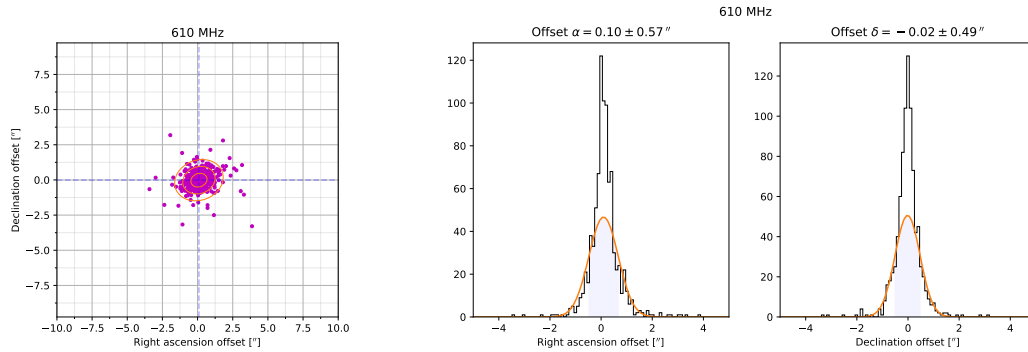 610 MHz
610 MHz
Declination offset [″]
7.5
5.0
2.5
0.0
−2.5
−5.0
−7.5
−10.0 −7.5 −5.0 −2.5 0.0 2.5 5.0 7.5 10.0
Right ascension offset [″]
Offset α = 0.10 ± 0.57″
120
100
80
60
40
20
0
−4 −2 0 2 4
Right ascension offset [″]
Offset δ = −0.02 ± 0.49″
120
100
80
60
40
20
0
−4 −2 0 2 4
Declination offset [″]